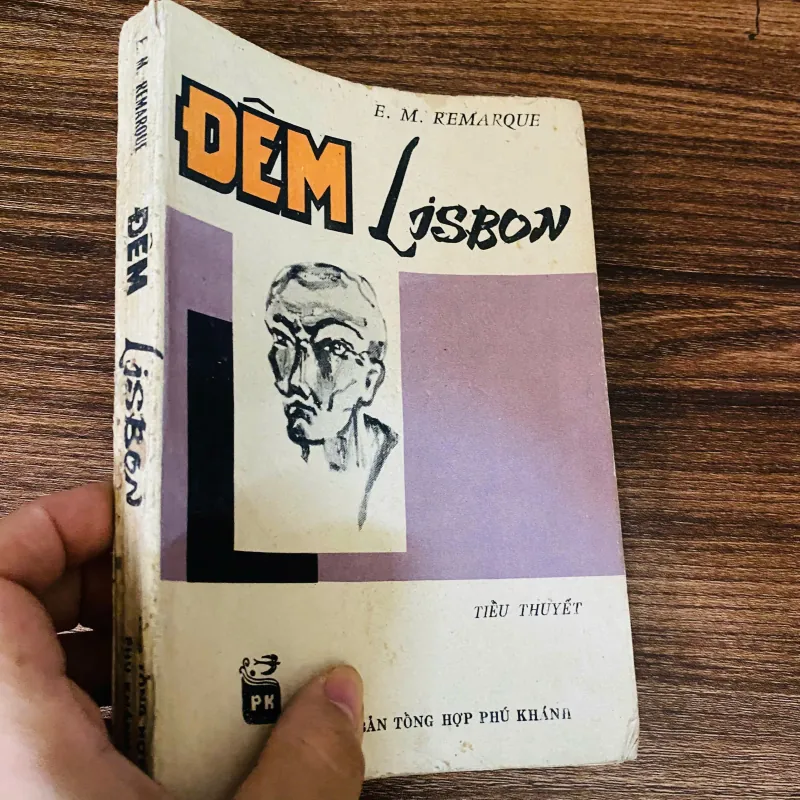 E. M. REMARQUE
ĐÊM
LISBON
TIỂU THUYẾT
PK
BẢN TỔNG HỢP PHÚ KHÁNH
E. M. REMARQUE
ĐÊM LISBON